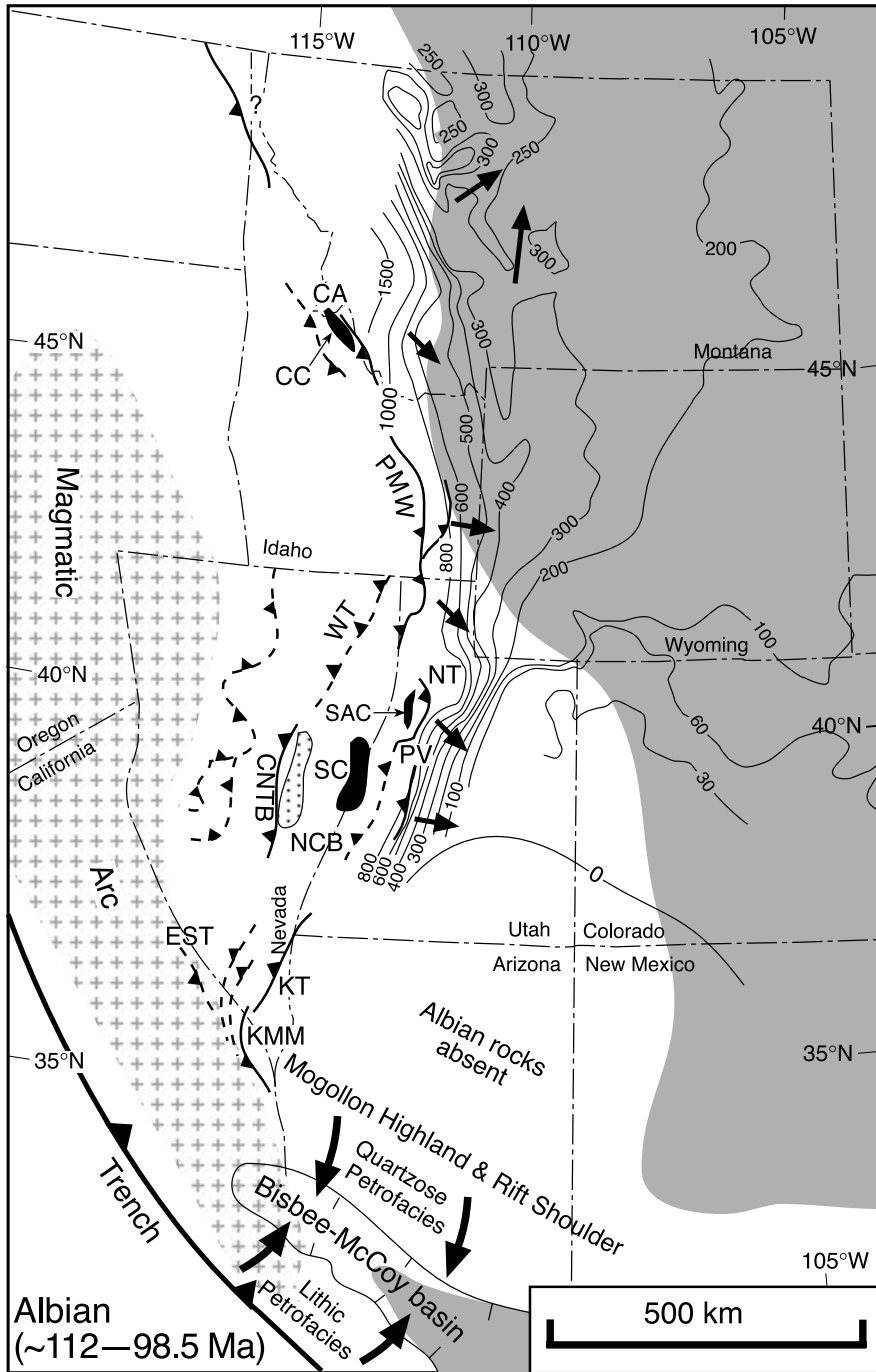 115°W
110°W
105°W
250
300
250
300
250
?
200
300
1500
CA
300
45°N
Montana
45°N
CC
1000
500
PMW
600
400
Magmatic
800
300
Idaho
200
WT
100
Wyoming
40°N
NT
SAC
60
40°N
Oregon
California
PV
SC
CNTB
30
100
NCB
300
800
600
400
0
Arc
Nevada
EST
Utah
Colorado
Arizona
New Mexico
KT
Albian rocks
absent
KMM
35°N
35°N
Mogollon Highland & Rift Shoulder
Quartzose
Petrofacies
Trench
Bisbee-McCoy basin
105°W
Lithic
Petrofacies
Albian
(~112—98.5 Ma)
500 km